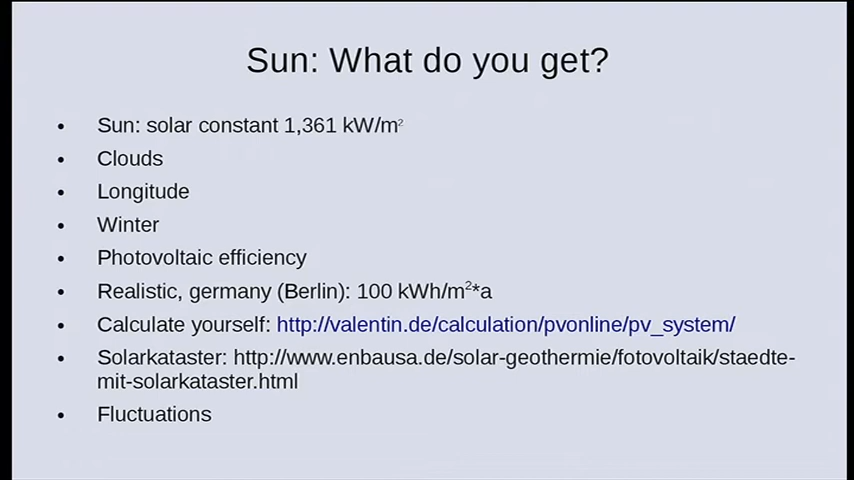 Sun: What do you get?
• Sun: solar constant 1,361 kW/m²
• Clouds
• Longitude
• Winter
• Photovoltaic efficiency
• Realistic, germany (Berlin): 100 kWh/m²*a
• Calculate yourself: http://valentin.de/calculation/pvonline/pv_system/
• Solarkataster: http://www.enbausa.de/solar-geothermie/fotovoltaik/staedte-
mit-solarkataster.html
• Fluctuations